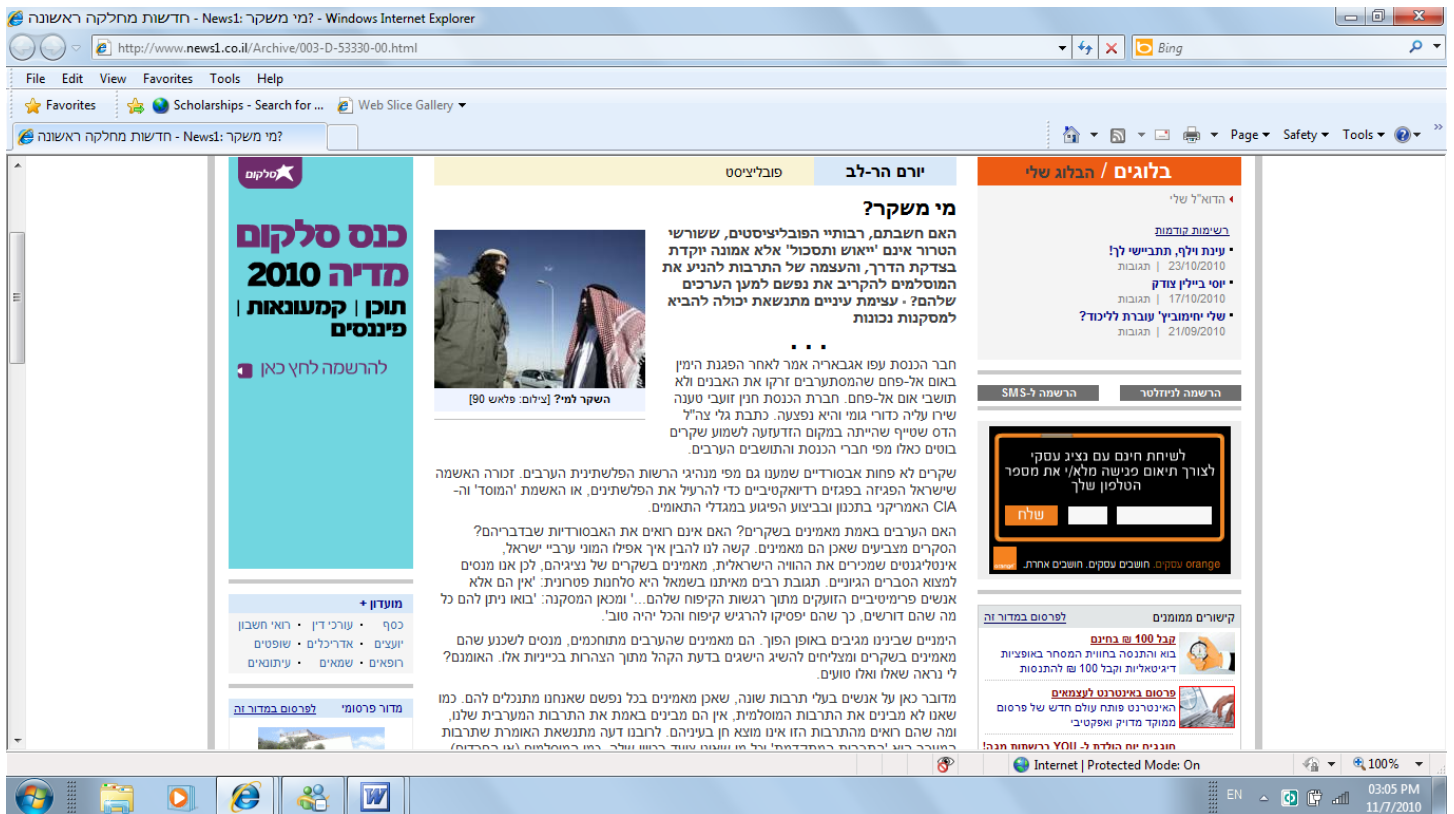 מי משקר? - News1: חדשות מחלקה ראשונה - Windows Internet Explorer
http://www.news1.co.il/Archive/003-D-53330-00.html
Bing
File Edit View Favorites Tools Help
Favorites Scholarships - Search for ... Web Slice Gallery
מי משקר? - News1: חדשות מחלקה ראשונה
Page Safety Tools
בלוגים / הבלוג שלי
הדוא"ל שלי
רשימות קודמות
עינת וילף, תתביישי לך!
23/10/2010 | תגובות
יוסי ביילין צודק
17/10/2010 | תגובות
שלי יחימוביץ' עוברת לליכוד?
21/09/2010 | תגובות
הרשמה לניוזלטר
הרשמה ל-SMS
לשיחת חינם עם נציג עסקי
לצורך תיאום פגישה מלא/י את מספר
הטלפון שלך
שלח
orange עסקים. חושבים עסקים. חושבים אחרת.
קישורים ממומנים
לפרסום במדור זה
קבל 100 ₪ בחינם
בוא והתנסה בחווית המסחר באופציות
דיגיטאליות וקבל 100 ₪ להתנסות
פרסום באינטרנט לעצמאים
האינטרנט פותח עולם חדש של פרסום
ממוקד מדויק ואפקטיבי
חוגגים יום הולדת ל- YOU ברשתות מגה!
יורם הר-לב
פובליציסט
מי משקר?
האם חשבתם, רבותיי הפובליציסטים, ששורשי
הטרור אינם 'ייאוש ותסכול' אלא אמונה יוקדת
בצדקת הדרך, והעצמה של התרבות להניע את
המוסלמים להקריב את נפשם למען הערכים
שלהם? · עצימת עיניים מתנשאת יכולה להביא
למסקנות נכונות
▪ ▪ ▪
השקר למי? [צילום: פלאש 90]
חבר הכנסת עפו אגבאריה אמר לאחר הפגנת הימין
באום אל-פחם שהמסתערבים זרקו את האבנים ולא
תושבי אום אל-פחם. חברת הכנסת חנין זועבי טענה
שירו עליה כדורי גומי והיא נפצעה. כתבת גלי צה"ל
הדס שטייף שהייתה במקום הזדעזעה לשמוע שקרים
בוטים כאלו מפי חברי הכנסת והתושבים הערבים.
שקרים לא פחות אבסורדיים שמענו גם מפי מנהיגי הרשות הפלשתינית הערבים. זכורה האשמה
שישראל הפגיזה בפגזים רדיואקטיביים כדי להרעיל את הפלשתינים, או האשמת 'המוסד' וה-
CIA האמריקני בתכנון ובביצוע הפיגוע במגדלי התאומים.
האם הערבים באמת מאמינים בשקרים? האם אינם רואים את האבסורדיות שבדבריהם?
הסקרים מצביעים שאכן הם מאמינים. קשה לנו להבין איך אפילו המוני ערביי ישראל,
אינטליגנטים שמכירים את ההוויה הישראלית, מאמינים בשקרים של נציגיהם, לכן אנו מנסים
למצוא הסברים הגיוניים. תגובת רבים מאיתנו בשמאל היא סלחנות פטרונית: 'אין הם אלא
אנשים פרימיטיביים הזועקים מתוך רגשות הקיפוח שלהם...' ומכאן המסקנה: 'בואו ניתן להם כל
מה שהם דורשים, כך שהם יפסיקו להרגיש קיפוח והכל יהיה טוב'.
הימניים שבינינו מגיבים באופן הפוך. הם מאמינים שהערבים מתוחכמים, מנסים לשכנע שהם
מאמינים בשקרים ומצליחים להשיג הישגים בדעת הקהל מתוך הצהרות בכייניות אלו. האומנם?
לי נראה שאלו ואלו טועים.
מדובר כאן על אנשים בעלי תרבות שונה, שאכן מאמינים בכל נפשם שאנחנו מתנכלים להם. כמו
שאנו לא מבינים את התרבות המוסלמית, אין הם מבינים באמת את התרבות המערבית שלנו,
ומה שהם רואים מהתרבות הזו אינו מוצא חן בעיניהם. לרובנו דעה מתנשאת האומרת שתרבות
סלקום
כנס סלקום
מדיה 2010
תוכן | קמעונאות |
פיננסים
להרשמה לחץ כאן
מועדון +
כסף • עורכי דין • רואי חשבון
יועצים • אדריכלים • שופטים
רופאים • שמאים • עיתונאים
מדור פרסומי
לפרסום במדור זה
Internet | Protected Mode: On
100%
EN
03:05 PM
11/7/2010